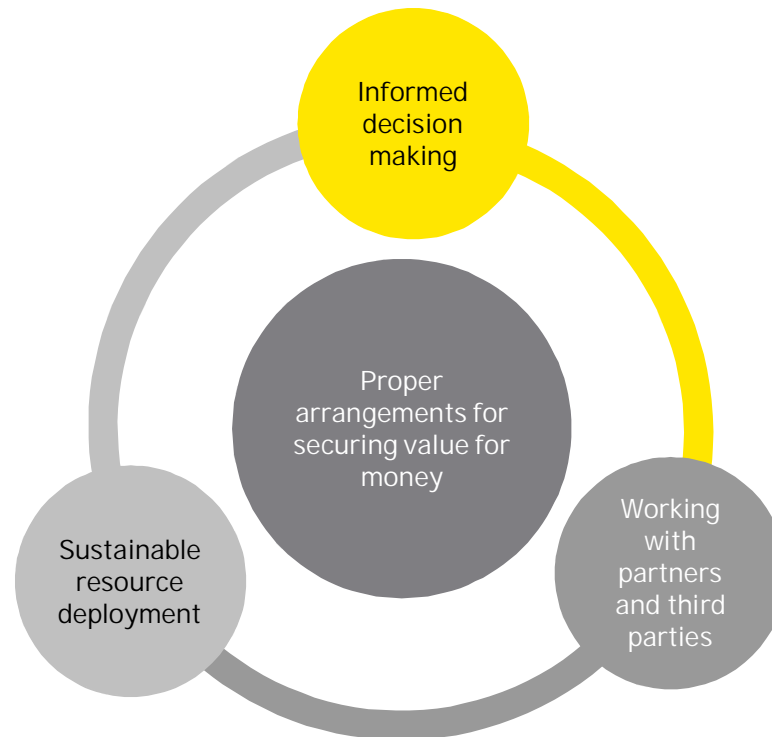 Informed
decision
making
Proper
arrangements for
securing value for
money
Sustainable
resource
deployment
Working
with
partners
and third
parties